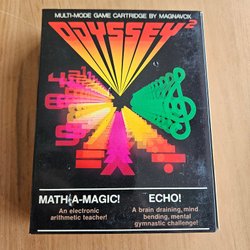 MULTI-MODE GAME CARTRIDGE BY MAGNAVOX
ODYSSEY²
MATH-A-MAGIC!
An electronic
arithmetic teacher!
ECHO!
A brain draining, mind
bending, mental
gymnastic challenge!